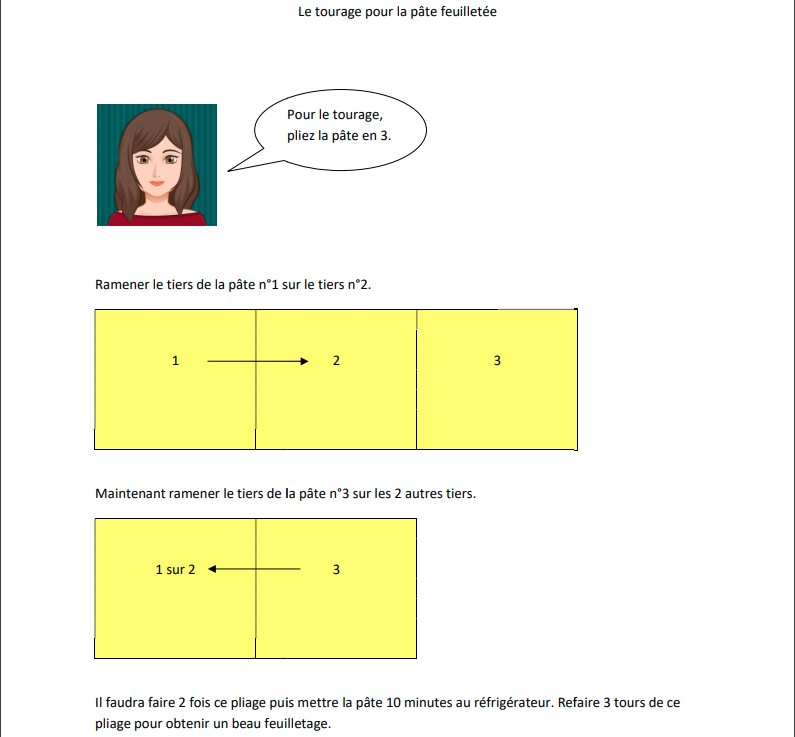 Le tourage pour la pâte feuilletée
Pour le tourage,
pliez la pâte en 3.
Ramener le tiers de la pâte n°1 sur le tiers n°2.
1 2 3
Maintenant ramener le tiers de la pâte n°3 sur les 2 autres tiers.
1 sur 2 3
Il faudra faire 2 fois ce pliage puis mettre la pâte 10 minutes au réfrigérateur. Refaire 3 tours de ce
pliage pour obtenir un beau feuilletage.